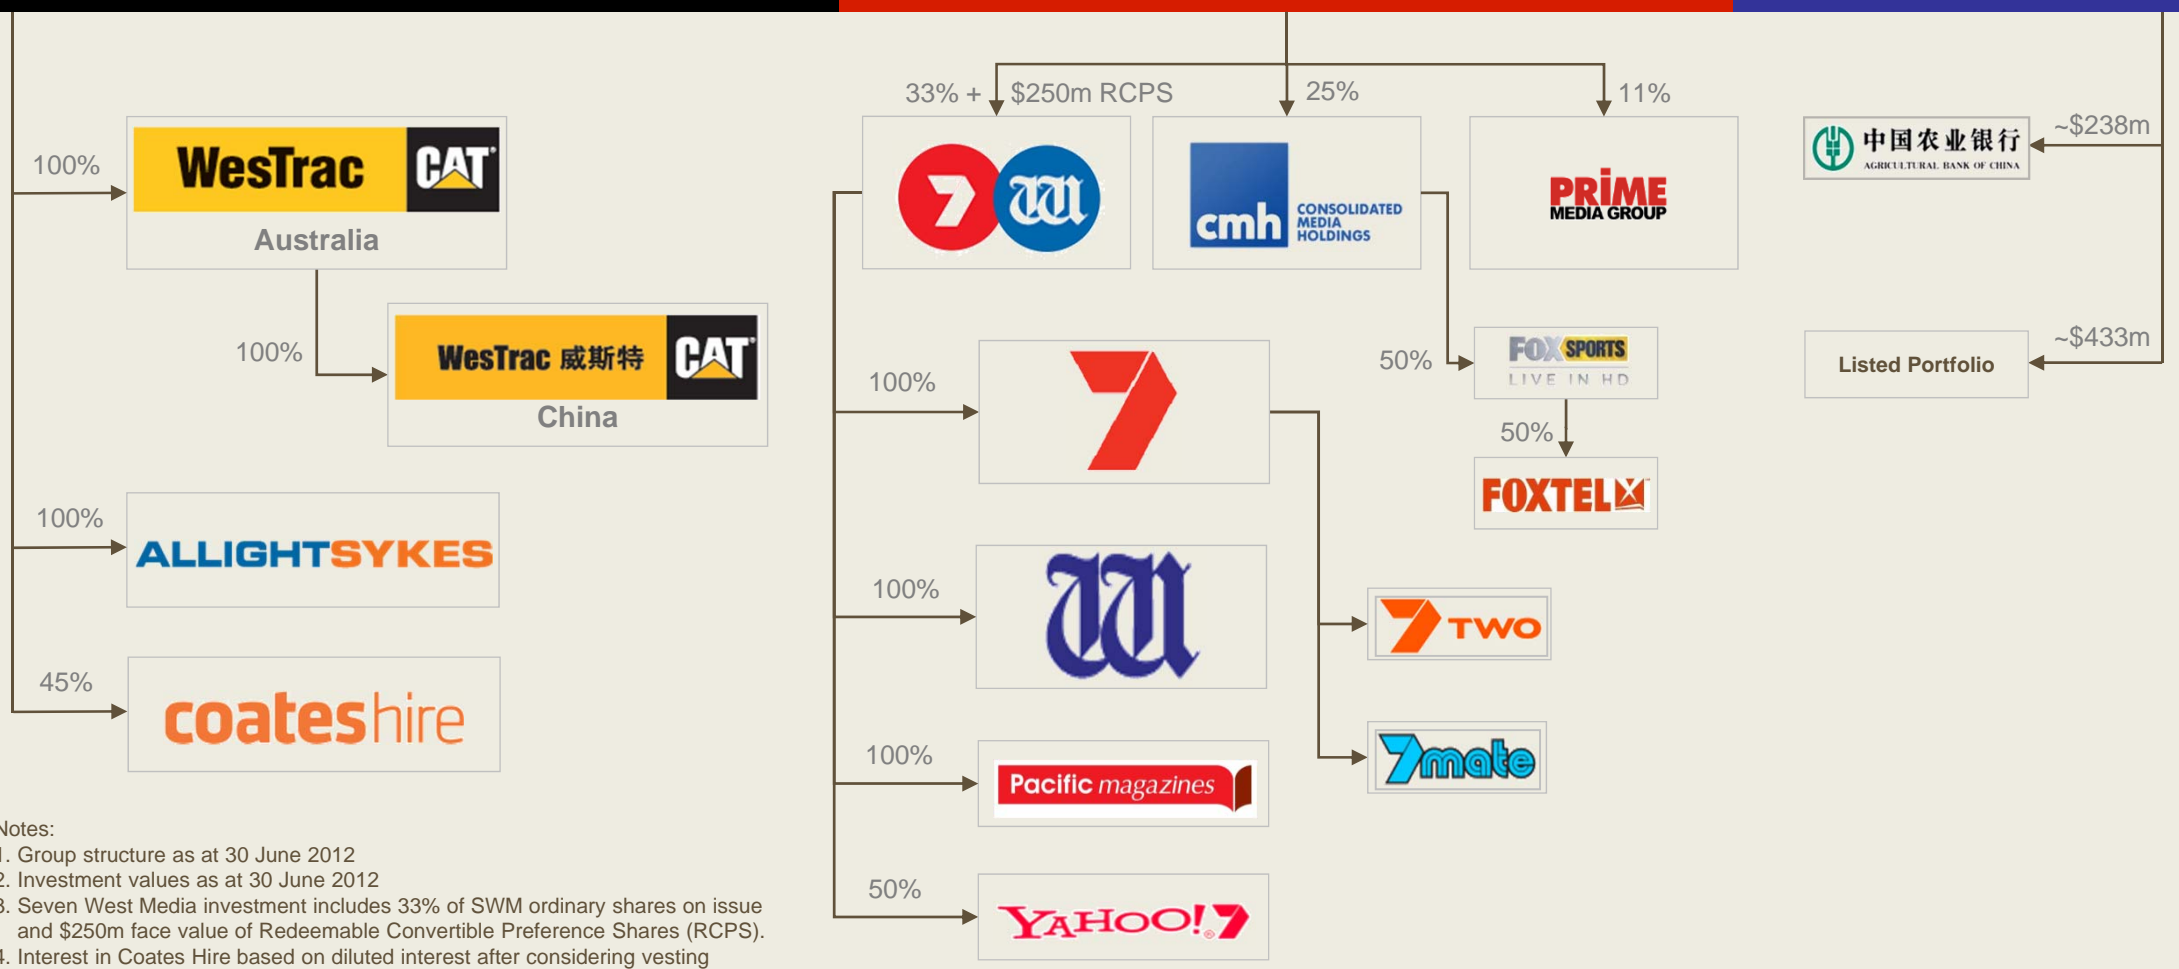 100%
WesTrac CAT
Australia
100%
WesTrac 威斯特 CAT
China
100%
ALLIGHTSYKES
45%
coateshire
33% + $250m RCPS
25%
11%
7 W
cmh CONSOLIDATED
MEDIA
HOLDINGS
PRiME
MEDIA GROUP
100%
7
100%
W
100%
Pacific magazines
50%
YAHOO!7
50%
FOX SPORTS
LIVE IN HD
50%
FOXTEL
7 TWO
7mate
中国农业银行
AGRICULTURAL BANK OF CHINA
~$238m
Listed Portfolio
~$433m
Notes:
1. Group structure as at 30 June 2012
2. Investment values as at 30 June 2012
3. Seven West Media investment includes 33% of SWM ordinary shares on issue
and $250m face value of Redeemable Convertible Preference Shares (RCPS).
4. Interest in Coates Hire based on diluted interest after considering vesting